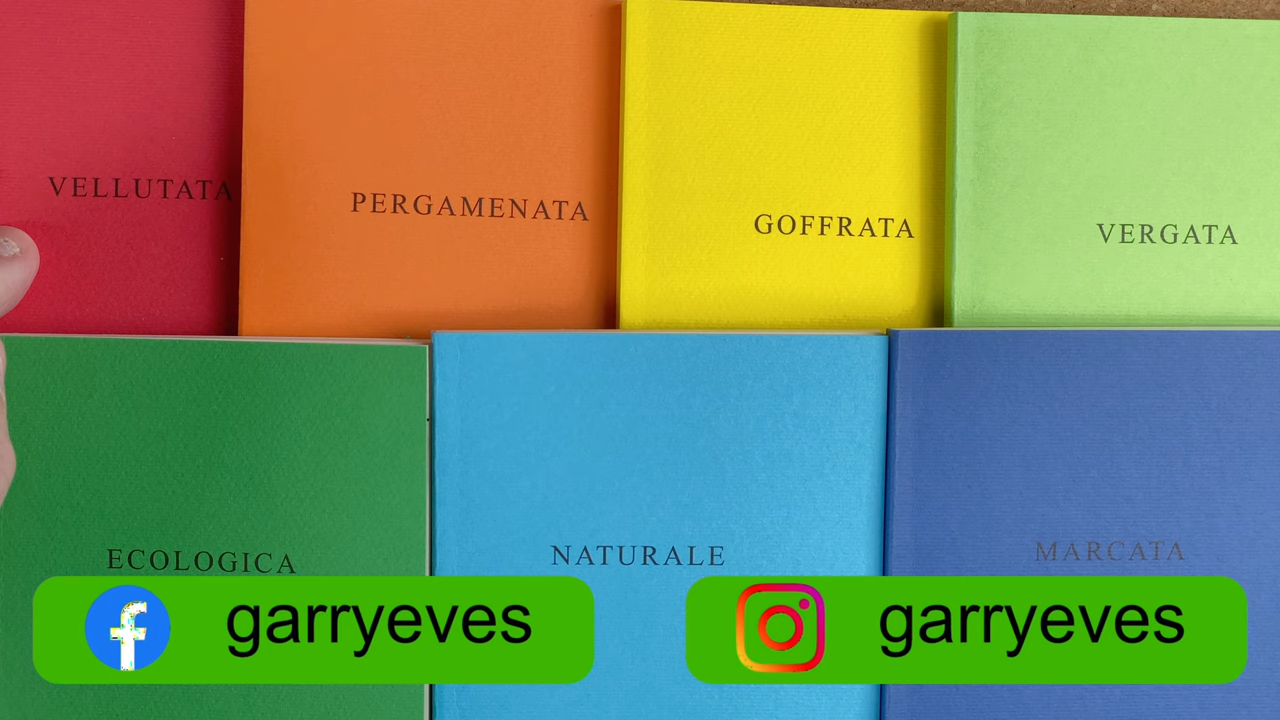 VELLUTATA
PERGAMENATA
GOFFRATA
VERGATA
ECOLOGICA
NATURALE
MARCATA
garryeves
garryeves